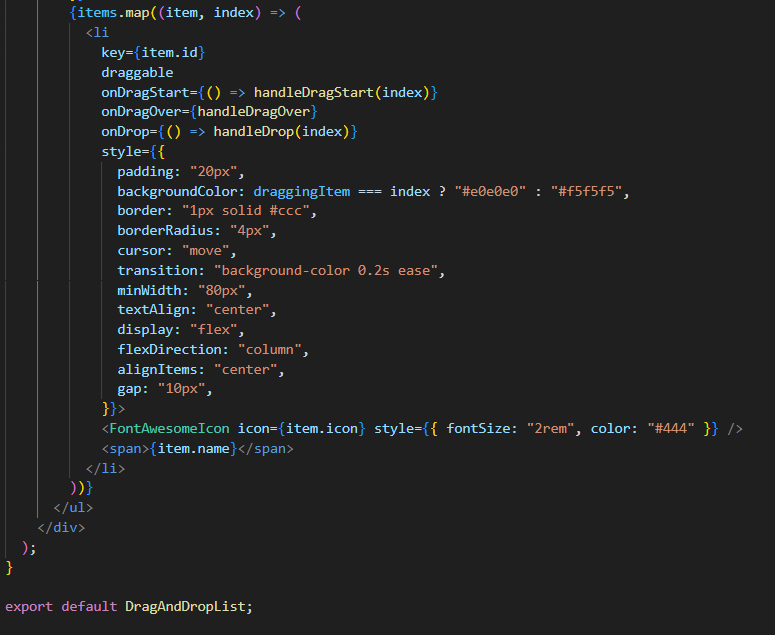 {items.map((item, index) => (
<li
key={item.id}
draggable
onDragStart={() => handleDragStart(index)}
onDragOver={handleDragOver}
onDrop={() => handleDrop(index)}
style={{
padding: "20px",
backgroundColor: draggingItem === index ? "#e0e0e0" : "#f5f5f5",
border: "1px solid #ccc",
borderRadius: "4px",
cursor: "move",
transition: "background-color 0.2s ease",
minWidth: "80px",
textAlign: "center",
display: "flex",
flexDirection: "column",
alignItems: "center",
gap: "10px",
}}>
<FontAwesomeIcon icon={item.icon} style={{ fontSize: "2rem", color: "#444" }} />
<span>{item.name}</span>
</li>
))}
</ul>
</div>
);
}
export default DragAndDropList;